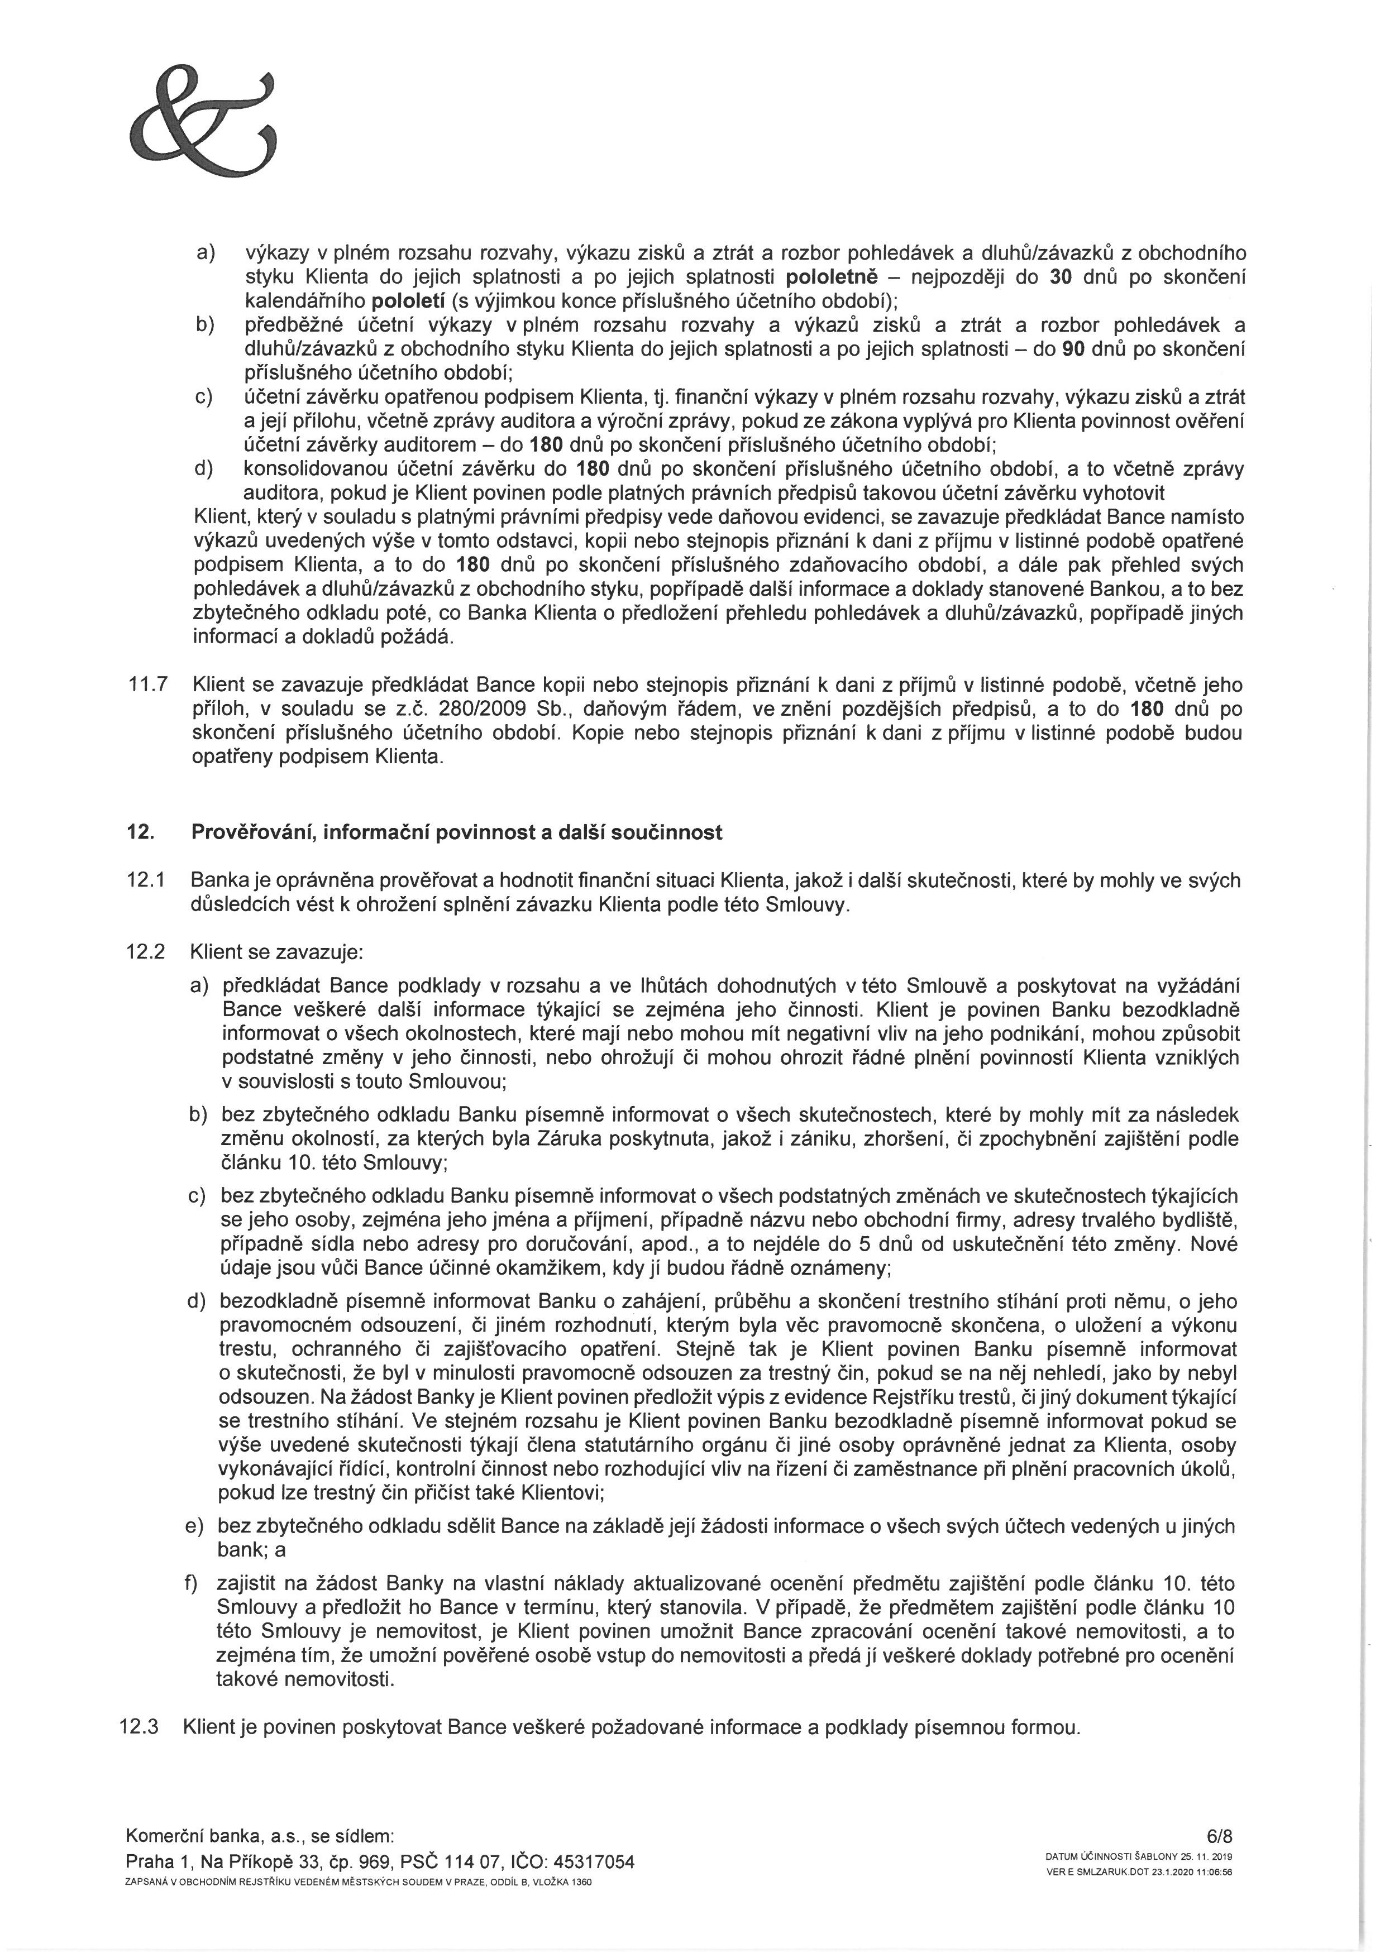 &
a) výkazy v plném rozsahu rozvahy, výkazu zisků a ztrát a rozbor pohledávek a dluhů/závazků z obchodního
styku Klienta do jejich splatnosti a po jejich splatnosti pololetně – nejpozději do 30 dnů po skončení
kalendářního pololetí (s výjimkou konce příslušného účetního období);
b) předběžné účetní výkazy v plném rozsahu rozvahy a výkazů zisků a ztrát a rozbor pohledávek a
dluhů/závazků z obchodního styku Klienta do jejich splatnosti a po jejich splatnosti – do 90 dnů po skončení
příslušného účetního období;
c) účetní závěrku opatřenou podpisem Klienta, tj. finanční výkazy v plném rozsahu rozvahy, výkazu zisků a ztrát
a její přílohu, včetně zprávy auditora a výroční zprávy, pokud ze zákona vyplývá pro Klienta povinnost ověření
účetní závěrky auditorem – do 180 dnů po skončení příslušného účetního období;
d) konsolidovanou účetní závěrku do 180 dnů po skončení příslušného účetního období, a to včetně zprávy
auditora, pokud je Klient povinen podle platných právních předpisů takovou účetní závěrku vyhotovit
Klient, který v souladu s platnými právními předpisy vede daňovou evidenci, se zavazuje předkládat Bance namísto
výkazů uvedených výše v tomto odstavci, kopii nebo stejnopis přiznání k dani z příjmu v listinné podobě opatřené
podpisem Klienta, a to do 180 dnů po skončení příslušného zdaňovacího období, a dále pak přehled svých
pohledávek a dluhů/závazků z obchodního styku, popřípadě další informace a doklady stanovené Bankou, a to bez
zbytečného odkladu poté, co Banka Klienta o předložení přehledu pohledávek a dluhů/závazků, popřípadě jiných
informací a dokladů požádá.
11.7 Klient se zavazuje předkládat Bance kopii nebo stejnopis přiznání k dani z příjmů v listinné podobě, včetně jeho
příloh, v souladu se z.č. 280/2009 Sb., daňovým řádem, ve znění pozdějších předpisů, a to do 180 dnů po
skončení příslušného účetního období. Kopie nebo stejnopis přiznání k dani z příjmu v listinné podobě budou
opatřeny podpisem Klienta.
12. Prověřování, informační povinnost a další součinnost
12.1 Banka je oprávněna prověřovat a hodnotit finanční situaci Klienta, jakož i další skutečnosti, které by mohly ve svých
důsledcích vést k ohrožení splnění závazku Klienta podle této Smlouvy.
12.2 Klient se zavazuje:
a) předkládat Bance podklady v rozsahu a ve lhůtách dohodnutých v této Smlouvě a poskytovat na vyžádání
Bance veškeré další informace týkající se zejména jeho činnosti. Klient je povinen Banku bezodkladně
informovat o všech okolnostech, které mají nebo mohou mít negativní vliv na jeho podnikání, mohou způsobit
podstatné změny v jeho činnosti, nebo ohrožují či mohou ohrozit řádné plnění povinností Klienta vzniklých
v souvislosti s touto Smlouvou;
b) bez zbytečného odkladu Banku písemně informovat o všech skutečnostech, které by mohly mít za následek
změnu okolností, za kterých byla Záruka poskytnuta, jakož i zániku, zhoršení, či zpochybnění zajištění podle
článku 10. této Smlouvy;
c) bez zbytečného odkladu Banku písemně informovat o všech podstatných změnách ve skutečnostech týkajících
se jeho osoby, zejména jeho jména a příjmení, případně názvu nebo obchodní firmy, adresy trvalého bydliště,
případně sídla nebo adresy pro doručování, apod., a to nejdéle do 5 dnů od uskutečnění této změny. Nové
údaje jsou vůči Bance účinné okamžikem, kdy jí budou řádně oznámeny;
d) bezodkladně písemně informovat Banku o zahájení, průběhu a skončení trestního stíhání proti němu, o jeho
pravomocném odsouzení, či jiném rozhodnutí, kterým byla věc pravomocně skončena, o uložení a výkonu
trestu, ochranného či zajišťovacího opatření. Stejně tak je Klient povinen Banku písemně informovat
o skutečnosti, že byl v minulosti pravomocně odsouzen za trestný čin, pokud se na něj nehledí, jako by nebyl
odsouzen. Na žádost Banky je Klient povinen předložit výpis z evidence Rejstříku trestů, či jiný dokument týkající
se trestního stíhání. Ve stejném rozsahu je Klient povinen Banku bezodkladně písemně informovat pokud se
výše uvedené skutečnosti týkají člena statutárního orgánu či jiné osoby oprávněné jednat za Klienta, osoby
vykonávající řídící, kontrolní činnost nebo rozhodující vliv na řízení či zaměstnance při plnění pracovních úkolů,
pokud lze trestný čin přičíst také Klientovi;
e) bez zbytečného odkladu sdělit Bance na základě její žádosti informace o všech svých účtech vedených u jiných
bank; a
f) zajistit na žádost Banky na vlastní náklady aktualizované ocenění předmětu zajištění podle článku 10. této
Smlouvy a předložit ho Bance v termínu, který stanovila. V případě, že předmětem zajištění podle článku 10
této Smlouvy je nemovitost, je Klient povinen umožnit Bance zpracování ocenění takové nemovitosti, a to
zejména tím, že umožní pověřené osobě vstup do nemovitosti a předá jí veškeré doklady potřebné pro ocenění
takové nemovitosti.
12.3 Klient je povinen poskytovat Bance veškeré požadované informace a podklady písemnou formou.
Komerční banka, a.s., se sídlem:
Praha 1, Na Příkopě 33, čp. 969, PSČ 114 07, IČO: 45317054
ZAPSANÁ V OBCHODNÍM REJSTŘÍKU VEDENÉM MĚSTSKÝCH SOUDEM V PRAZE, ODDÍL B, VLOŽKA 1360
6/8
DATUM ÚČINNOSTI ŠABLONY 25. 11. 2019
VER E SMLZARUK.DOT 23.1.2020 11:06:56